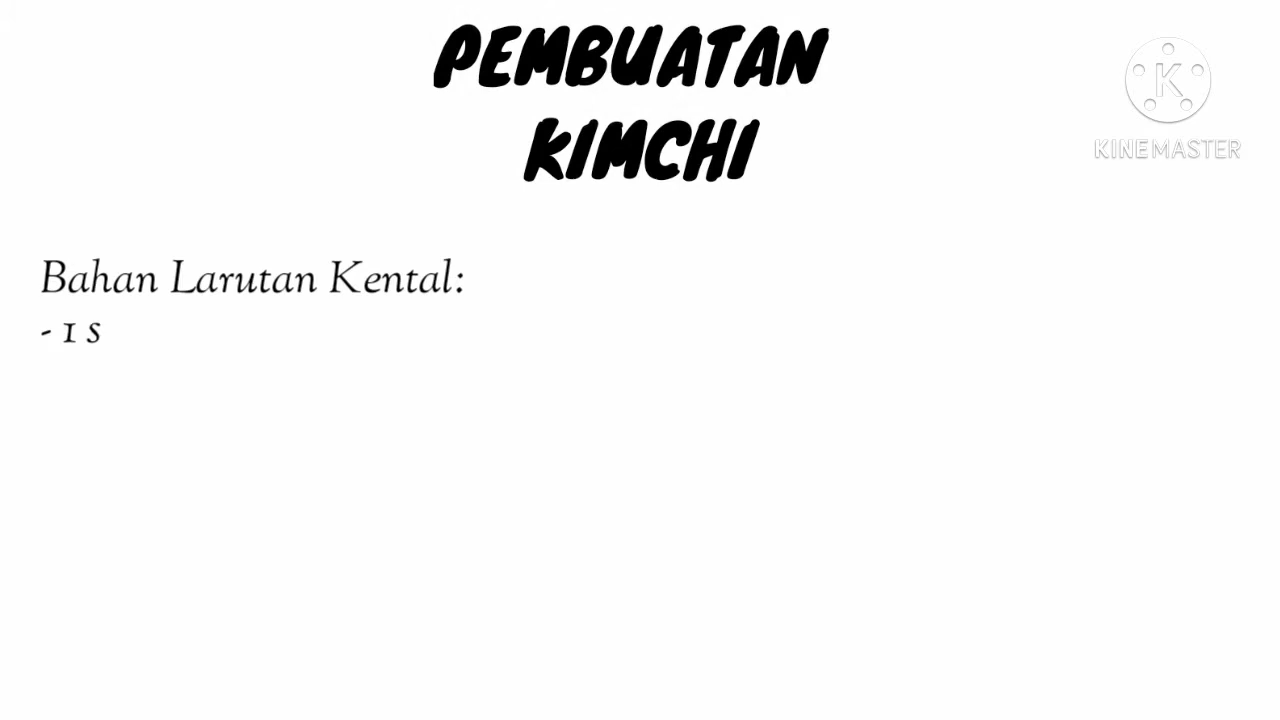 PEMBUATAN
KIMCHI
KINEMASTER
Bahan Larutan Kental:
- 1 s